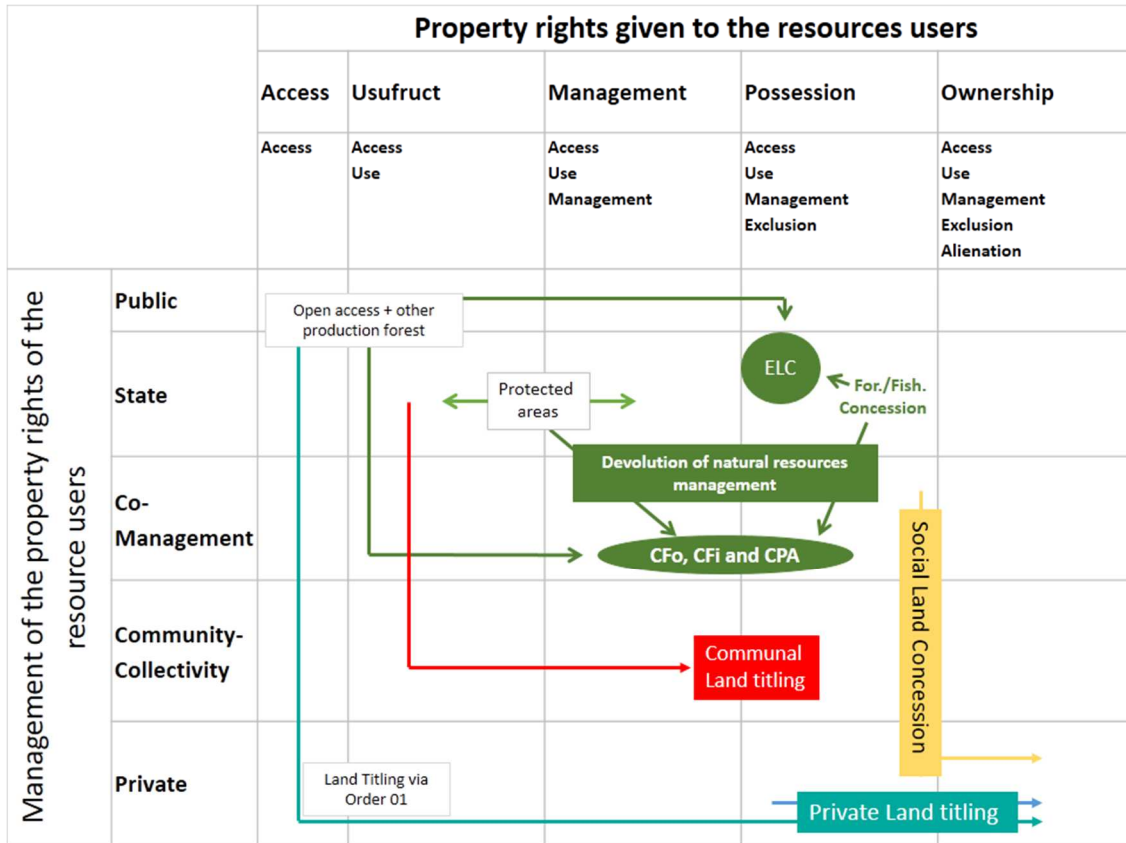 Property rights given to the resources users
Access
Usufruct
Management
Possession
Ownership
Access
Access
Use
Access
Use
Management
Access
Use
Management
Exclusion
Access
Use
Management
Exclusion
Alienation
Management of the property rights of the
resource users
Public
Open access + other
production forest
State
Protected
areas
ELC
For./Fish.
Concession
Devolution of natural resources
management
Co-
Management
CFo, CFi and CPA
Social Land Concession
Community-
Collectivity
Communal
Land titling
Private
Land Titling via
Order 01
Private Land titling